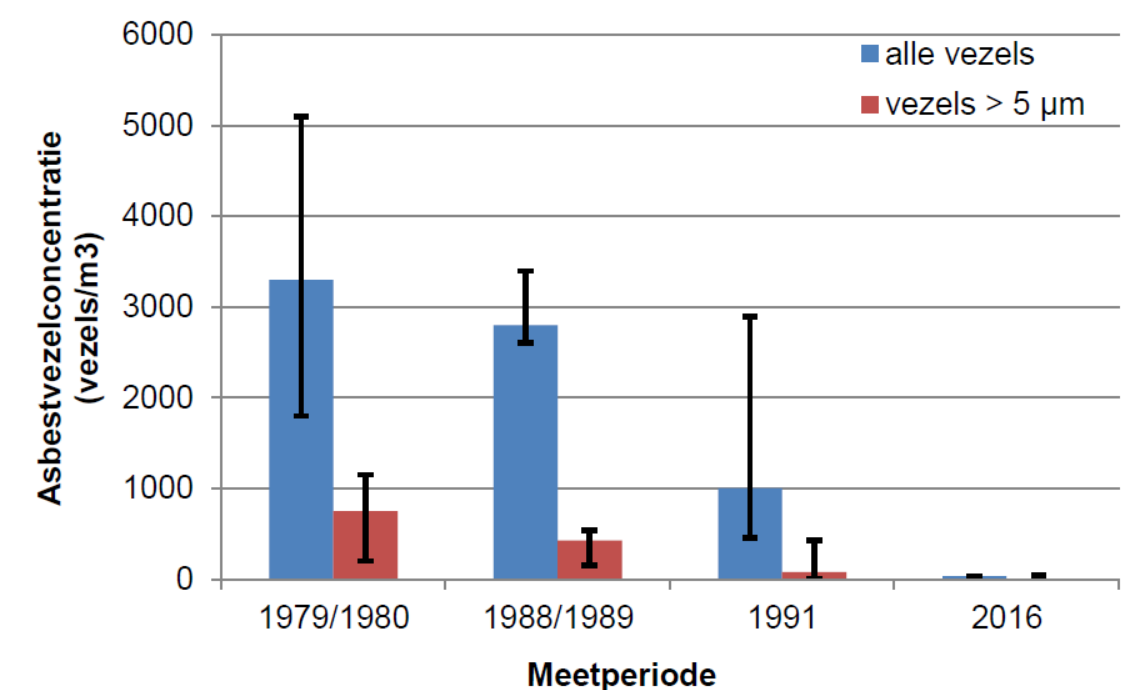 6000
5000
4000
3000
2000
1000
0
Asbestvezelconcentratie
(vezels/m3)
alle vezels
vezels > 5 µm
1979/1980
1988/1989
1991
2016
Meetperiode